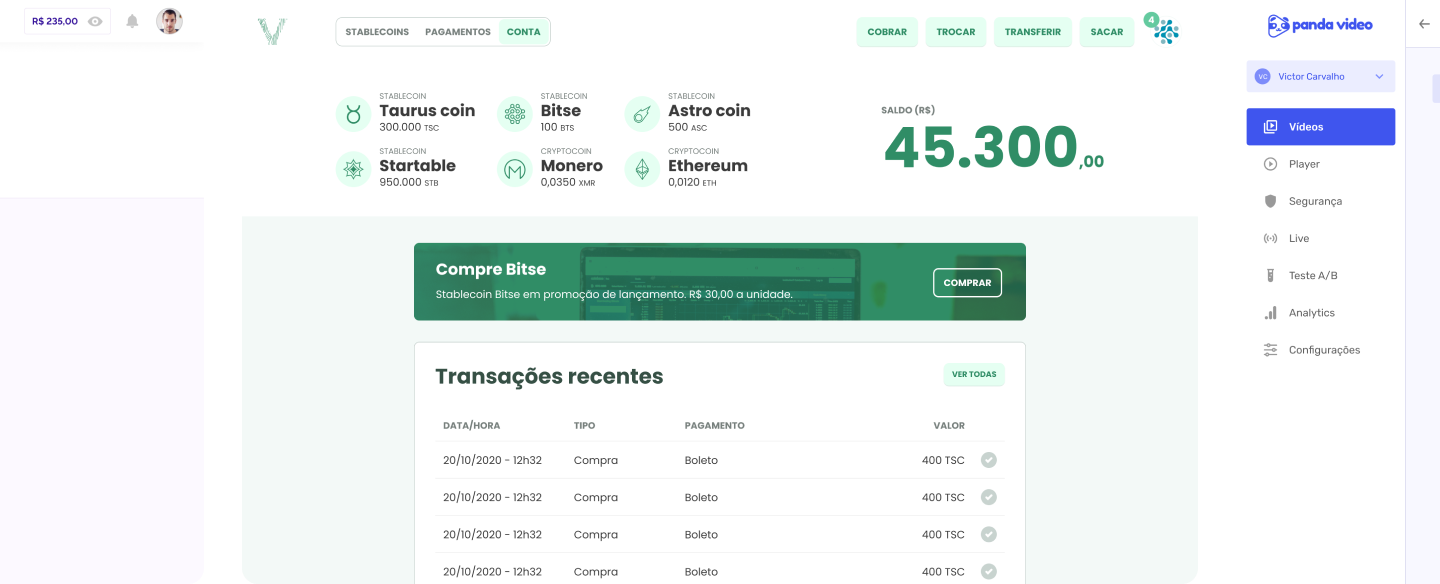 R$ 235,00
STABLECOINS PAGAMENTOS CONTA
COBRAR TROCAR TRANSFERIR SACAR 4
STABLECOIN
Taurus coin
300.000 TSC
STABLECOIN
Bitse
100 BTS
STABLECOIN
Astro coin
500 ASC
STABLECOIN
Startable
950.000 STB
CRYPTOCOIN
Monero
0,0350 XMR
CRYPTOCOIN
Ethereum
0,0120 ETH
SALDO (R$)
45.300,00
Compre Bitse
Stablecoin Bitse em promoção de lançamento. R$ 30,00 a unidade.
COMPRAR
Transações recentes
VER TODAS
DATA/HORA TIPO PAGAMENTO VALOR
20/10/2020 - 12h32 Compra Boleto 400 TSC
20/10/2020 - 12h32 Compra Boleto 400 TSC
20/10/2020 - 12h32 Compra Boleto 400 TSC
20/10/2020 - 12h32 Compra Boleto 400 TSC
panda video
VC Victor Carvalho
Vídeos
Player
Segurança
Live
Teste A/B
Analytics
Configurações